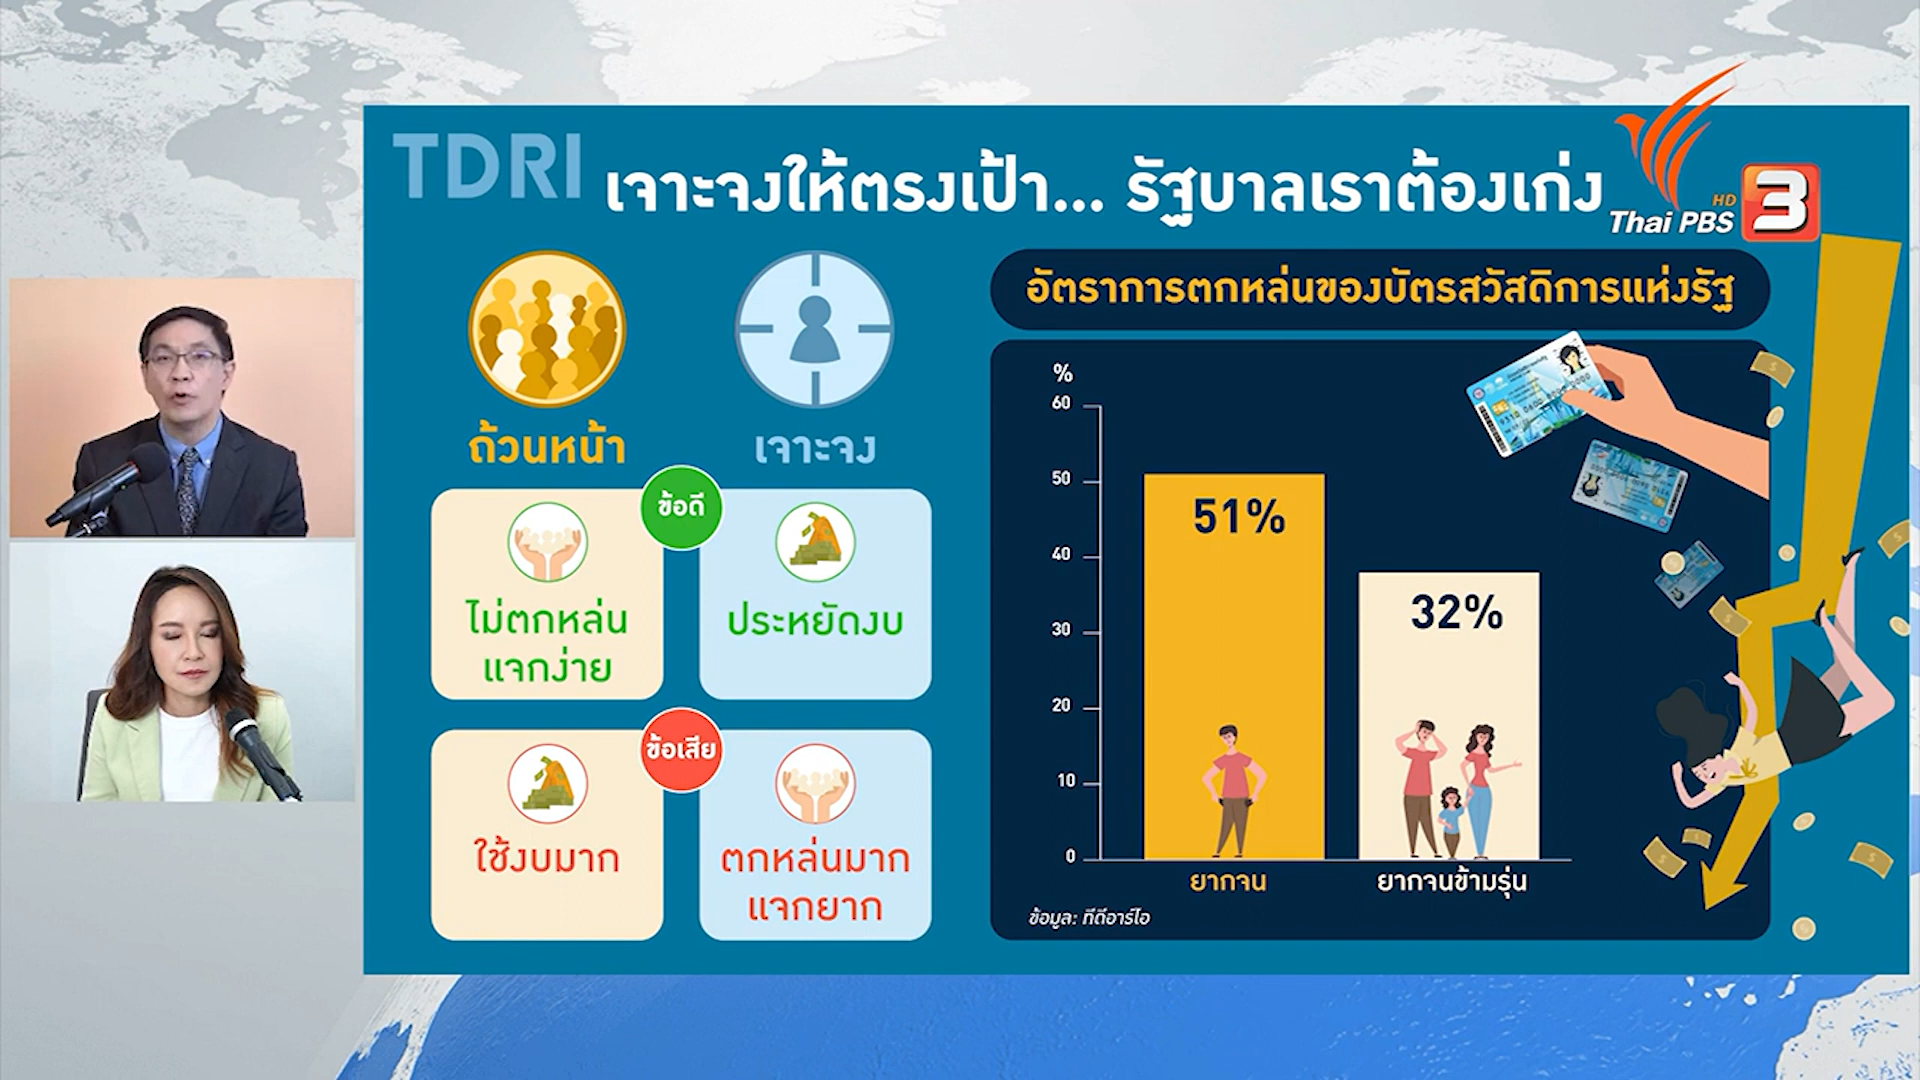 TDRI
เจาะจงให้ตรงเป้า... รัฐบาลเราต้องเก่ง
HD
Thai PBS
3
ถ้วนหน้า
เจาะจง
ข้อดี
ไม่ตกหล่น
แจกง่าย
ประหยัดงบ
ข้อเสีย
ใช้งบมาก
ตกหล่นมาก
แจกยาก
อัตราการตกหล่นของบัตรสวัสดิการแห่งรัฐ
%
60
50
40
30
20
10
0
51%
32%
ยากจน
ยากจนข้ามรุ่น
ข้อมูล: ทีดีอาร์ไอ